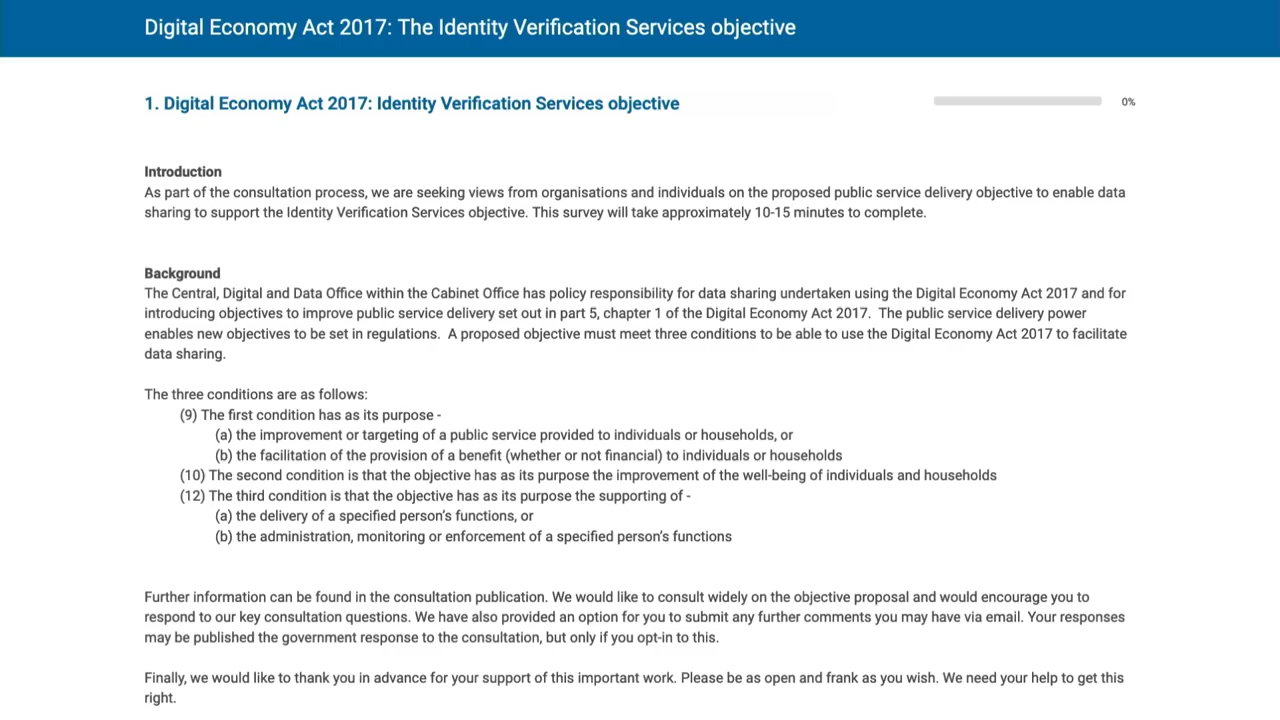 Digital Economy Act 2017: The Identity Verification Services objective
1. Digital Economy Act 2017: Identity Verification Services objective
0%
Introduction
As part of the consultation process, we are seeking views from organisations and individuals on the proposed public service delivery objective to enable data
sharing to support the Identity Verification Services objective. This survey will take approximately 10-15 minutes to complete.
Background
The Central, Digital and Data Office within the Cabinet Office has policy responsibility for data sharing undertaken using the Digital Economy Act 2017 and for
introducing objectives to improve public service delivery set out in part 5, chapter 1 of the Digital Economy Act 2017.  The public service delivery power
enables new objectives to be set in regulations.  A proposed objective must meet three conditions to be able to use the Digital Economy Act 2017 to facilitate
data sharing.
The three conditions are as follows:
(9) The first condition has as its purpose -
(a) the improvement or targeting of a public service provided to individuals or households, or
(b) the facilitation of the provision of a benefit (whether or not financial) to individuals or households
(10) The second condition is that the objective has as its purpose the improvement of the well-being of individuals and households
(12) The third condition is that the objective has as its purpose the supporting of -
(a) the delivery of a specified person's functions, or
(b) the administration, monitoring or enforcement of a specified person's functions
Further information can be found in the consultation publication. We would like to consult widely on the objective proposal and would encourage you to
respond to our key consultation questions. We have also provided an option for you to submit any further comments you may have via email. Your responses
may be published the government response to the consultation, but only if you opt-in to this.
Finally, we would like to thank you in advance for your support of this important work. Please be as open and frank as you wish. We need your help to get this
right.